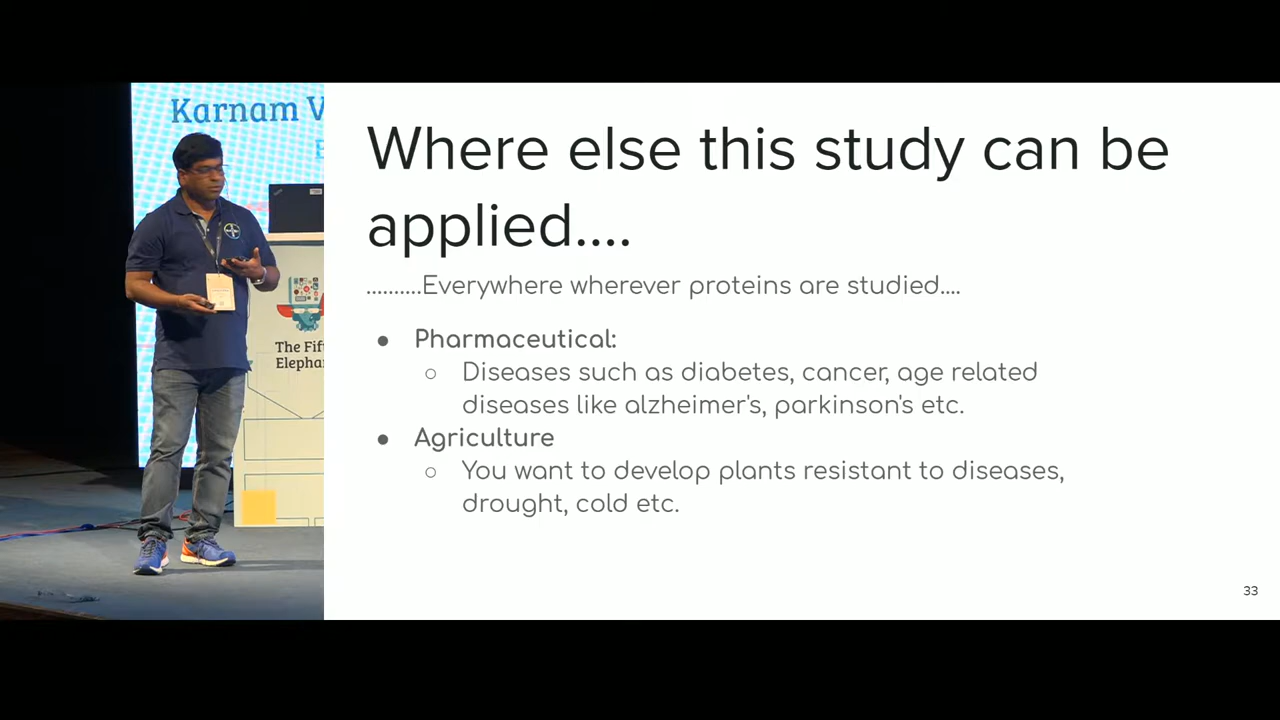 Karnam V
Where else this study can be
applied....
..........Everywhere wherever proteins are studied....
● Pharmaceutical:
○ Diseases such as diabetes, cancer, age related
diseases like alzheimer's, parkinson's etc.
● Agriculture
○ You want to develop plants resistant to diseases,
drought, cold etc.
The Fif
Elepha
33